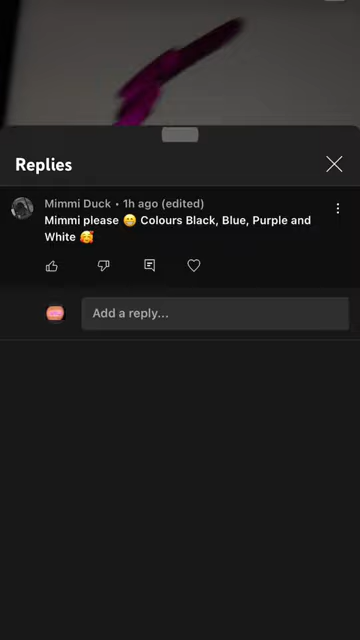 Replies
Mimmi Duck • 1h ago (edited)
Mimmi please 😁 Colours Black, Blue, Purple and
White 🥰
Add a reply...